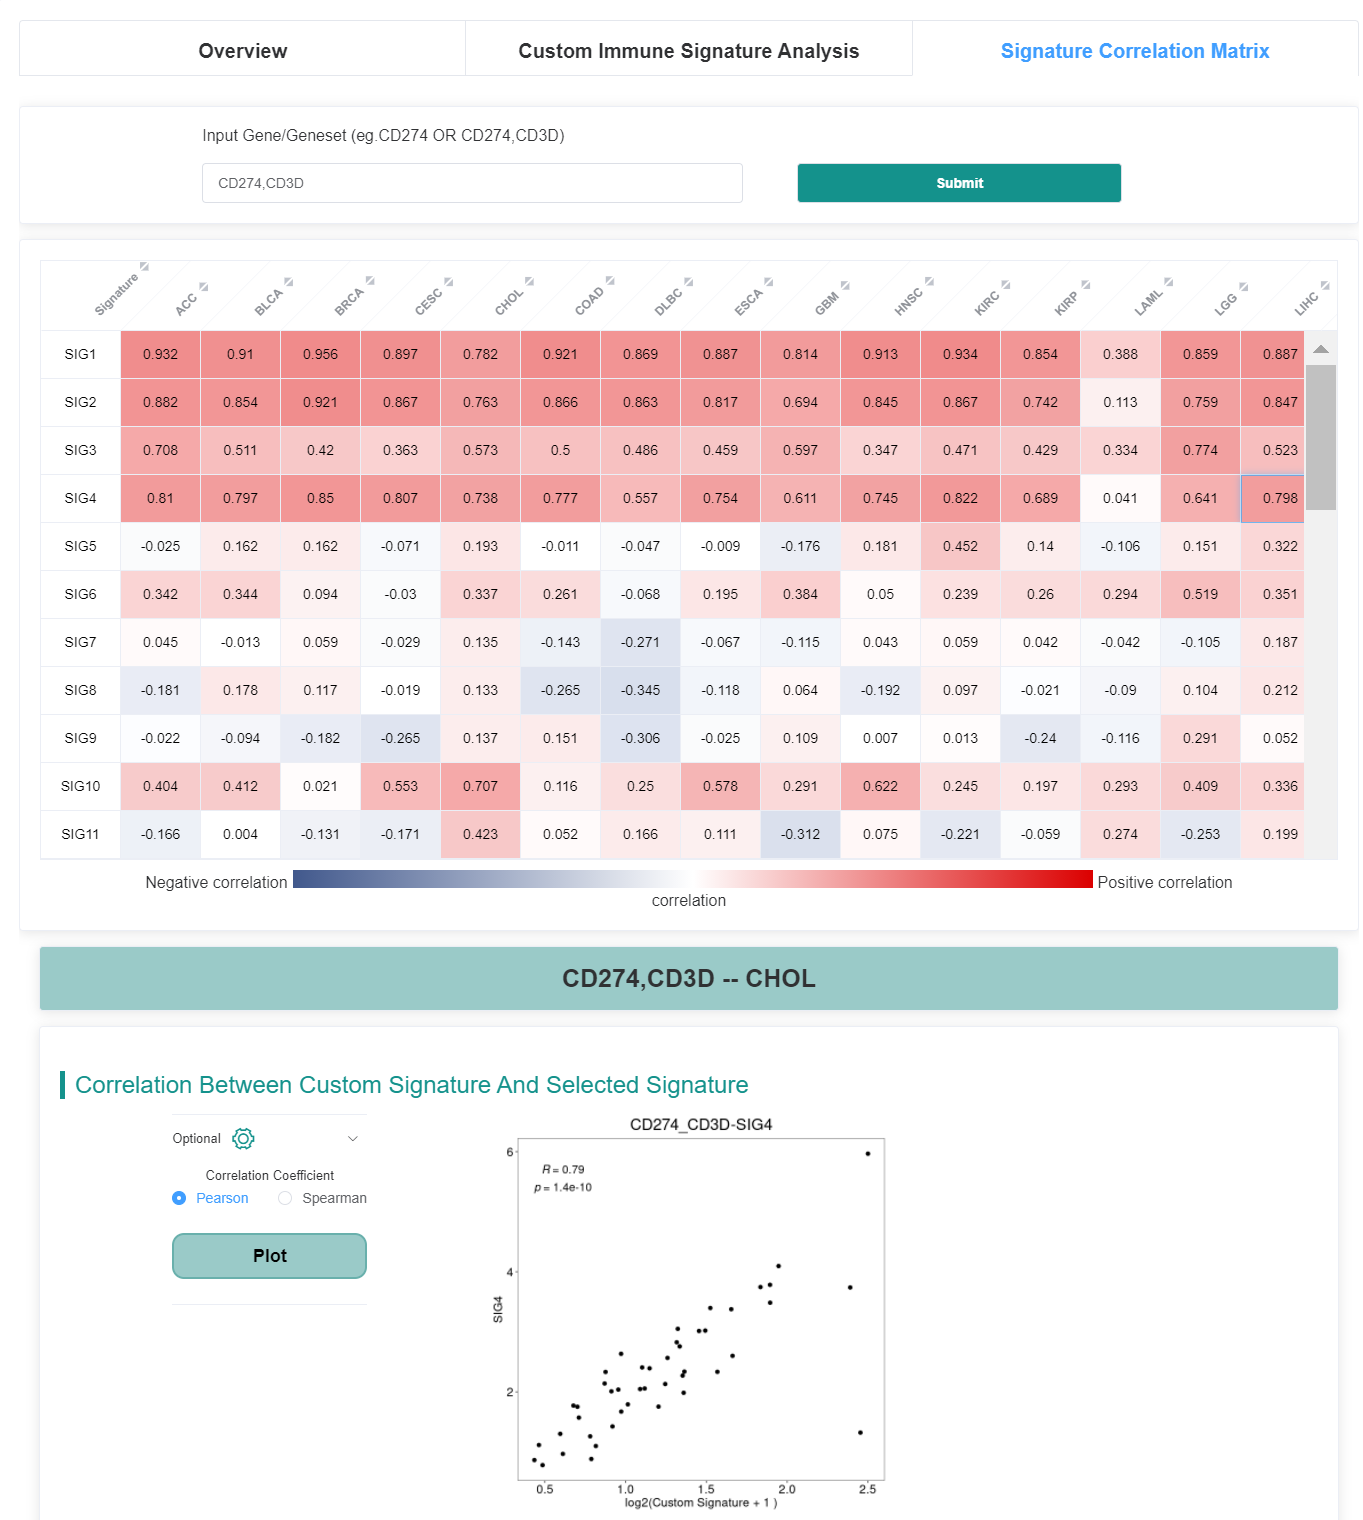 Overview Custom Immune Signature Analysis Signature Correlation Matrix
Input Gene/Geneset (eg.CD274 OR CD274,CD3D)
CD274,CD3D Submit
Signature ACC BLCA BRCA CESC CHOL COAD DLBC ESCA GBM HNSC KIRC KIRP LAML LGG LIHC
SIG1 0.932 0.91 0.956 0.897 0.782 0.921 0.869 0.887 0.814 0.913 0.934 0.854 0.388 0.859 0.887
SIG2 0.882 0.854 0.921 0.867 0.763 0.866 0.863 0.817 0.694 0.845 0.867 0.742 0.113 0.759 0.847
SIG3 0.708 0.511 0.42 0.363 0.573 0.5 0.486 0.459 0.597 0.347 0.471 0.429 0.334 0.774 0.523
SIG4 0.81 0.797 0.85 0.807 0.738 0.777 0.557 0.754 0.611 0.745 0.822 0.689 0.041 0.641 0.798
SIG5 -0.025 0.162 0.162 -0.071 0.193 -0.011 -0.047 -0.009 -0.176 0.181 0.452 0.14 -0.106 0.151 0.322
SIG6 0.342 0.344 0.094 -0.03 0.337 0.261 -0.068 0.195 0.384 0.05 0.239 0.26 0.294 0.519 0.351
SIG7 0.045 -0.013 0.059 -0.029 0.135 -0.143 -0.271 -0.067 -0.115 0.043 0.059 0.042 -0.042 -0.105 0.187
SIG8 -0.181 0.178 0.117 -0.019 0.133 -0.265 -0.345 -0.118 0.064 -0.192 0.097 -0.021 -0.09 0.104 0.212
SIG9 -0.022 -0.094 -0.182 -0.265 0.137 0.151 -0.306 -0.025 0.109 0.007 0.013 -0.24 -0.116 0.291 0.052
SIG10 0.404 0.412 0.021 0.553 0.707 0.116 0.25 0.578 0.291 0.622 0.245 0.197 0.293 0.409 0.336
SIG11 -0.166 0.004 -0.131 -0.171 0.423 0.052 0.166 0.111 -0.312 0.075 -0.221 -0.059 0.274 -0.253 0.199
Negative correlation Positive correlation
correlation
CD274,CD3D -- CHOL
Correlation Between Custom Signature And Selected Signature
Optional
Correlation Coefficient
Pearson Spearman
Plot
CD274_CD3D-SIG4
R = 0.79
p = 1.4e-10
6
4
2
SIG4
0.5 1.0 1.5 2.0 2.5
log2(Custom Signature + 1 )